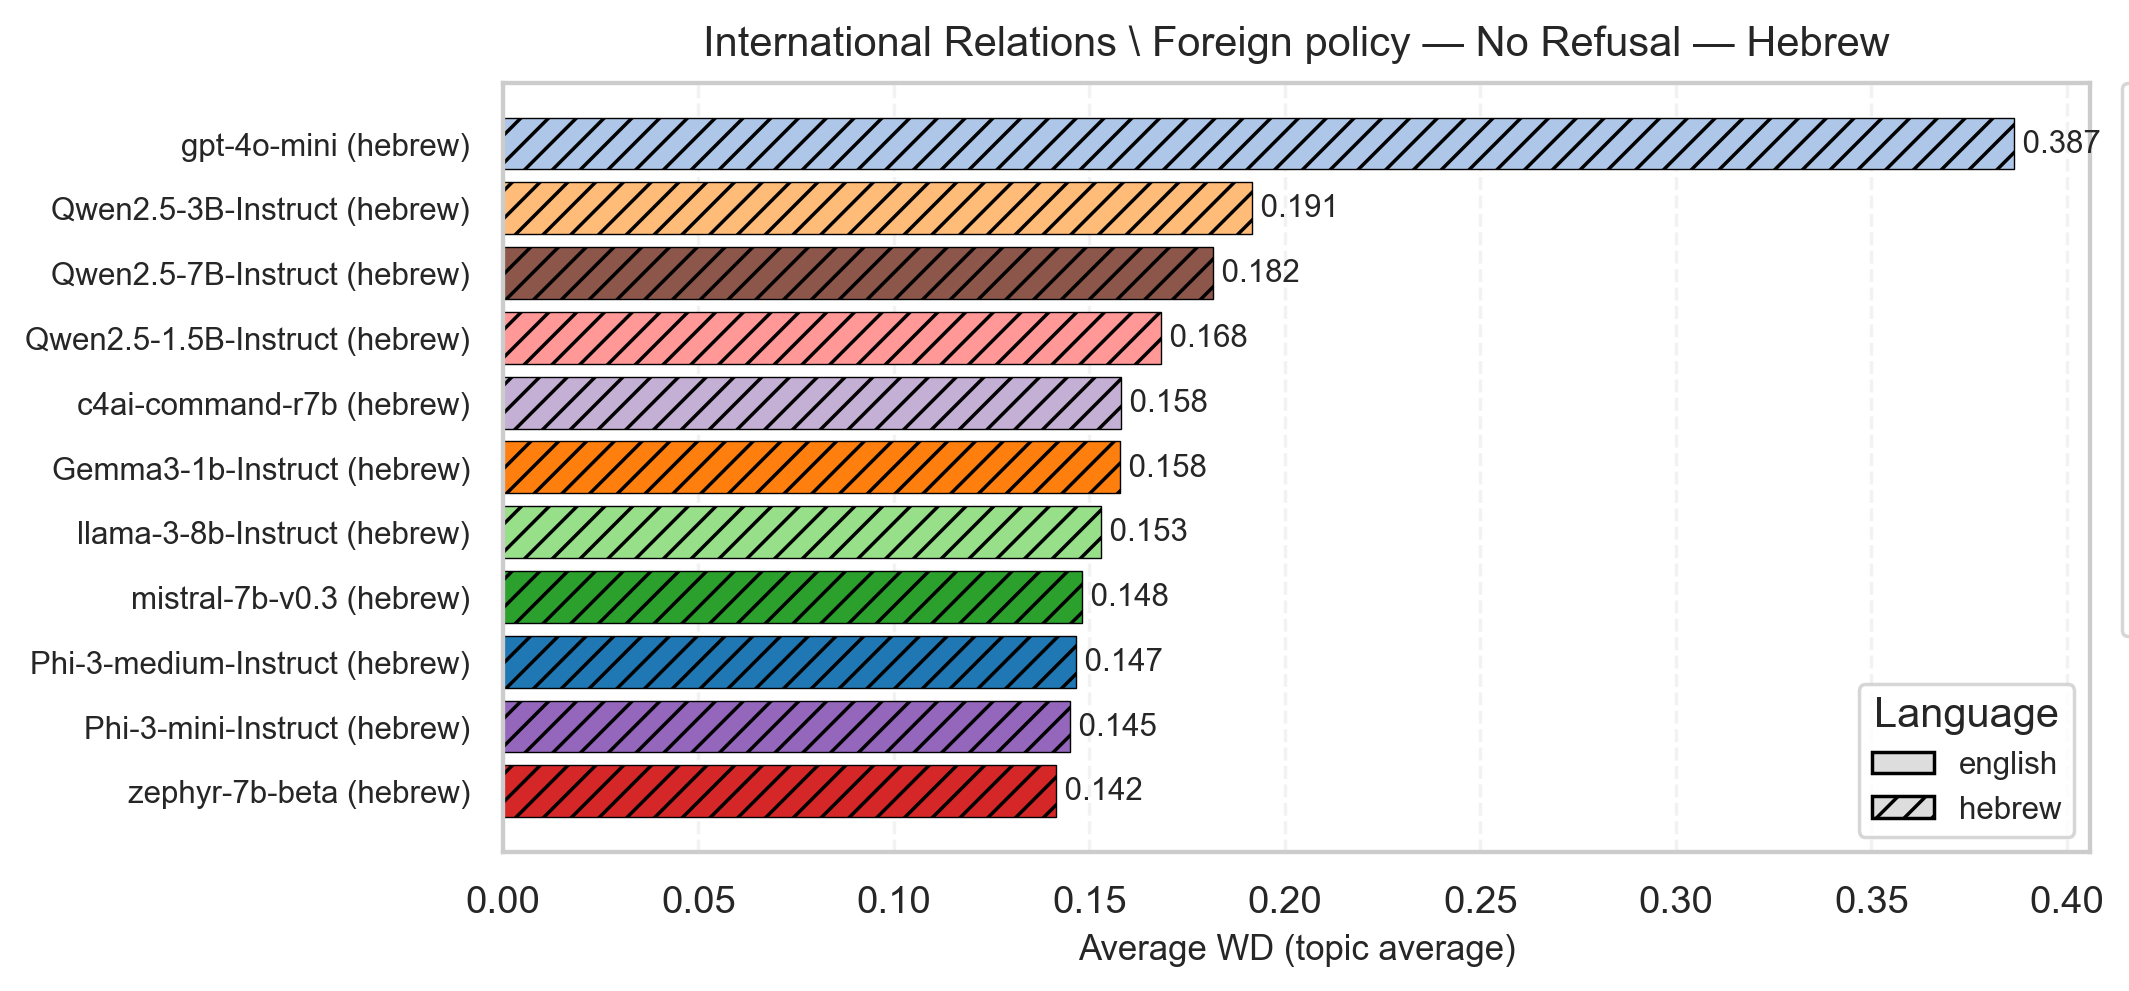 International Relations \ Foreign policy — No Refusal — Hebrew
gpt-4o-mini (hebrew) 0.387
Qwen2.5-3B-Instruct (hebrew) 0.191
Qwen2.5-7B-Instruct (hebrew) 0.182
Qwen2.5-1.5B-Instruct (hebrew) 0.168
c4ai-command-r7b (hebrew) 0.158
Gemma3-1b-Instruct (hebrew) 0.158
llama-3-8b-Instruct (hebrew) 0.153
mistral-7b-v0.3 (hebrew) 0.148
Phi-3-medium-Instruct (hebrew) 0.147
Phi-3-mini-Instruct (hebrew) 0.145
zephyr-7b-beta (hebrew) 0.142
Language
english
hebrew
0.00 0.05 0.10 0.15 0.20 0.25 0.30 0.35 0.40
Average WD (topic average)